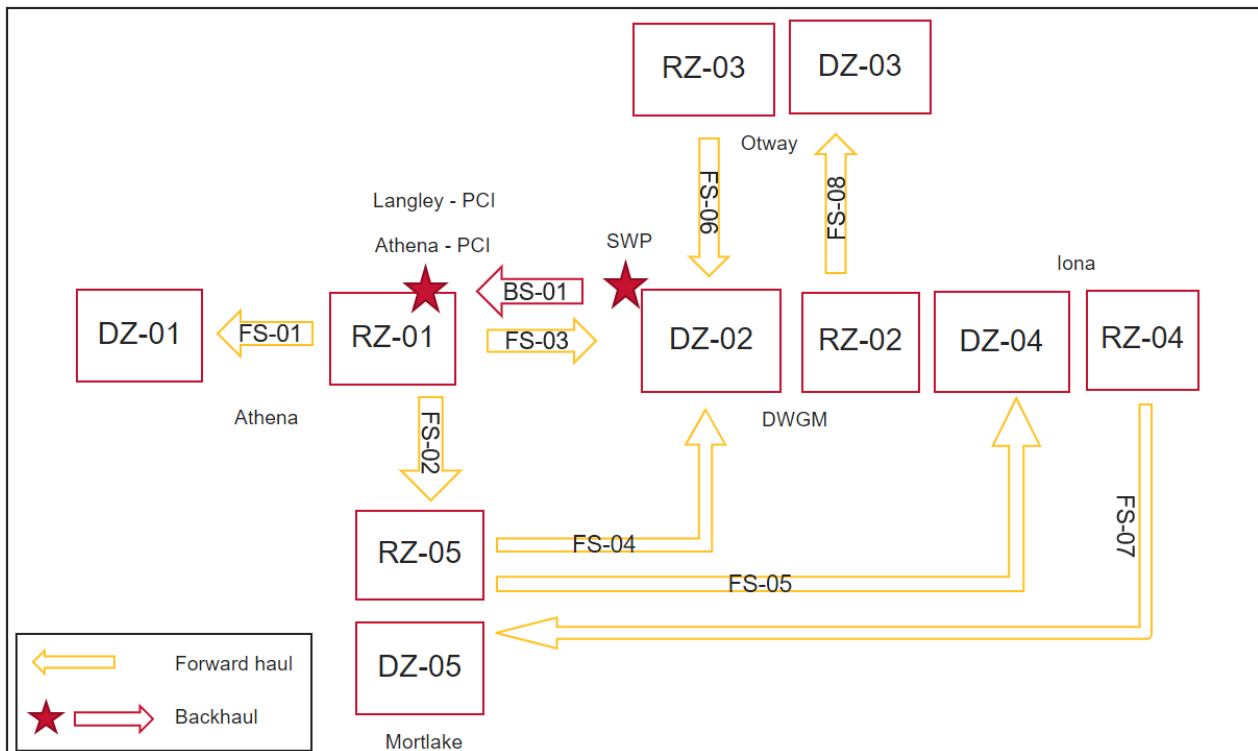 RZ-03
DZ-03
Otway
FS-06
FS-08
Langley - PCI
Athena - PCI
SWP
Iona
BS-01
DZ-01
FS-01
RZ-01
FS-03
DZ-02
RZ-02
DZ-04
RZ-04
Athena
DWGM
FS-02
RZ-05
FS-04
FS-05
FS-07
DZ-05
Mortlake
Forward haul
Backhaul